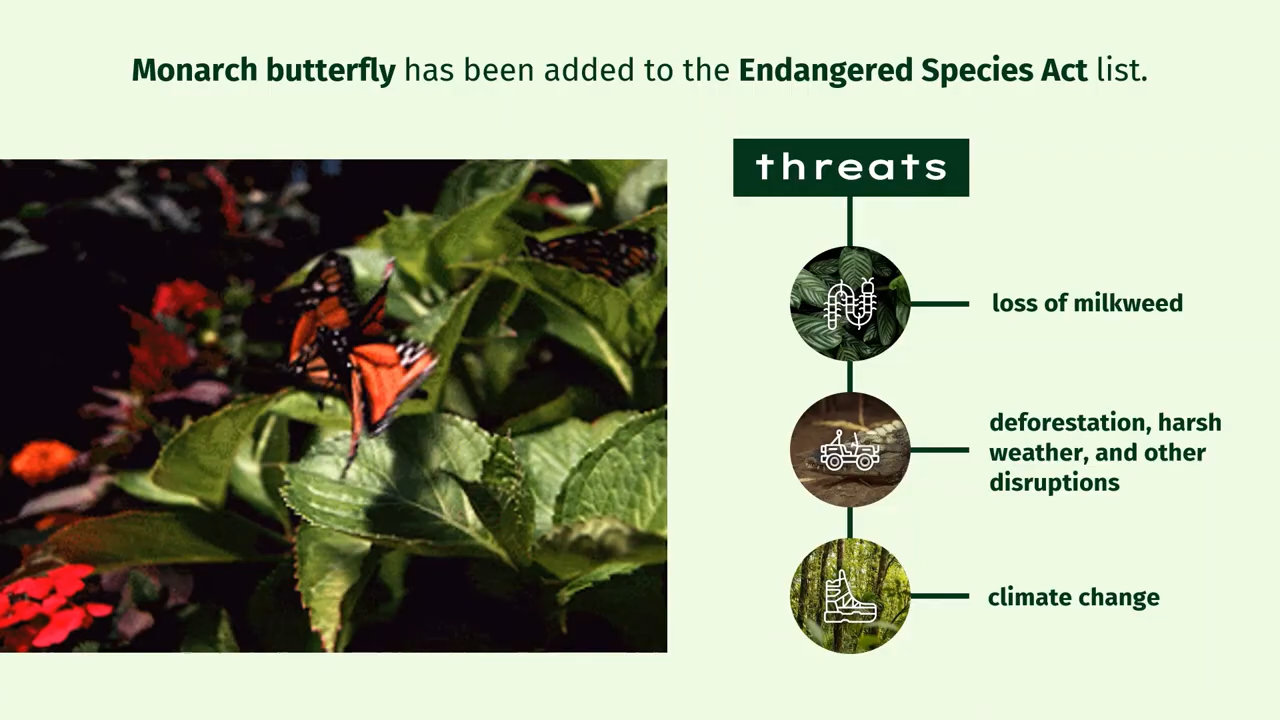 Monarch butterfly has been added to the Endangered Species Act list.
threats
loss of milkweed
deforestation, harsh
weather, and other
disruptions
climate change